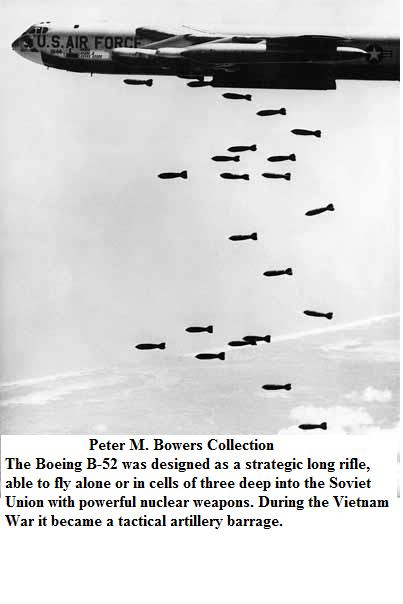 U.S. AIR FORCE
Peter M. Bowers Collection
The Boeing B-52 was designed as a strategic long rifle,
able to fly alone or in cells of three deep into the Soviet
Union with powerful nuclear weapons. During the Vietnam
War it became a tactical artillery barrage.